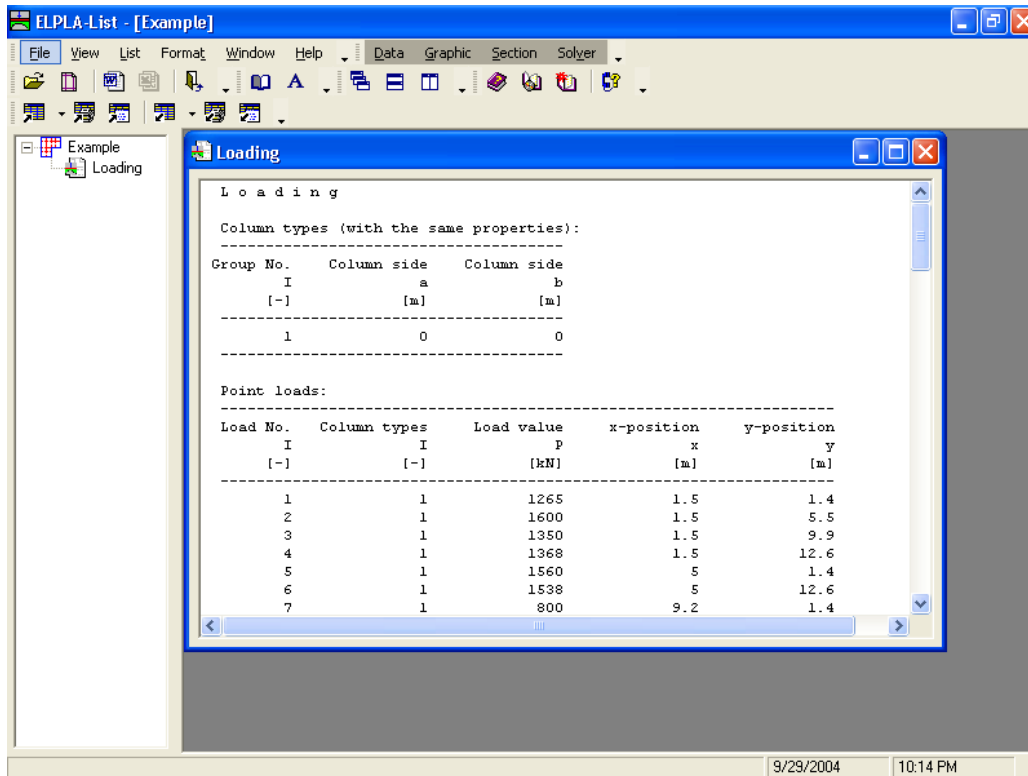 ELPLA-List - [Example]
File View List Format Window Help Data Graphic Section Solver
Example
Loading
Loading
L o a d i n g
Column types (with the same properties):
--------------------------------------
Group No. Column side Column side
I a b
[-] [m] [m]
--------------------------------------
1 0 0
--------------------------------------
Point loads:
--------------------------------------------------------------------
Load No. Column types Load value x-position y-position
I I P x y
[-] [-] [kN] [m] [m]
--------------------------------------------------------------------
1 1 1265 1.5 1.4
2 1 1600 1.5 5.5
3 1 1350 1.5 9.9
4 1 1368 1.5 12.6
5 1 1560 5 1.4
6 1 1538 5 12.6
7 1 800 9.2 1.4
9/29/2004 10:14 PM